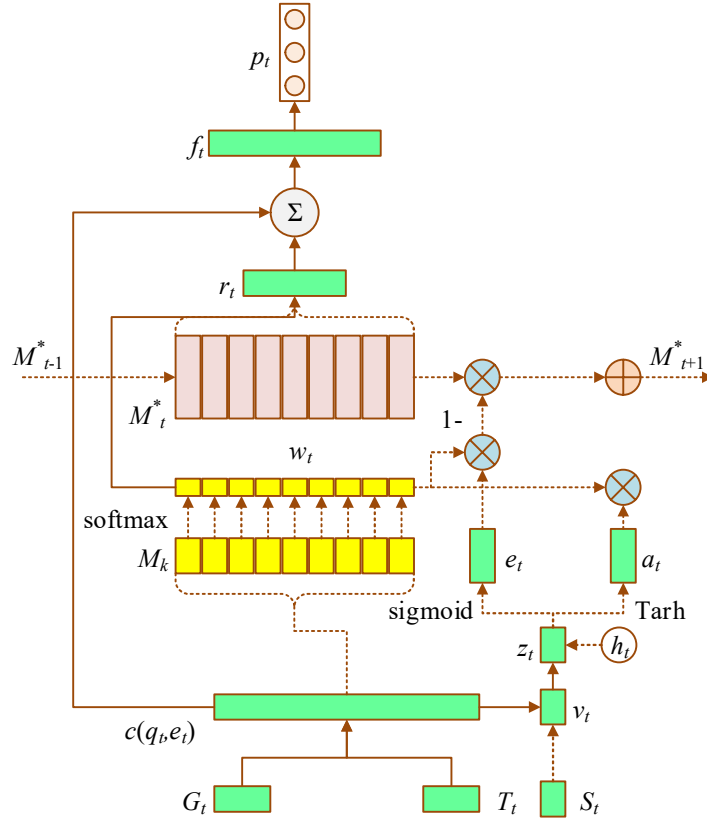 p_t
f_t
Σ
r_t
M^*_{t-1}
M^*_{t+1}
M^*_t
1-
w_t
softmax
M_k
e_t
a_t
sigmoid
Tarh
z_t
h_t
c(q_t,e_t)
v_t
G_t
T_t
S_t